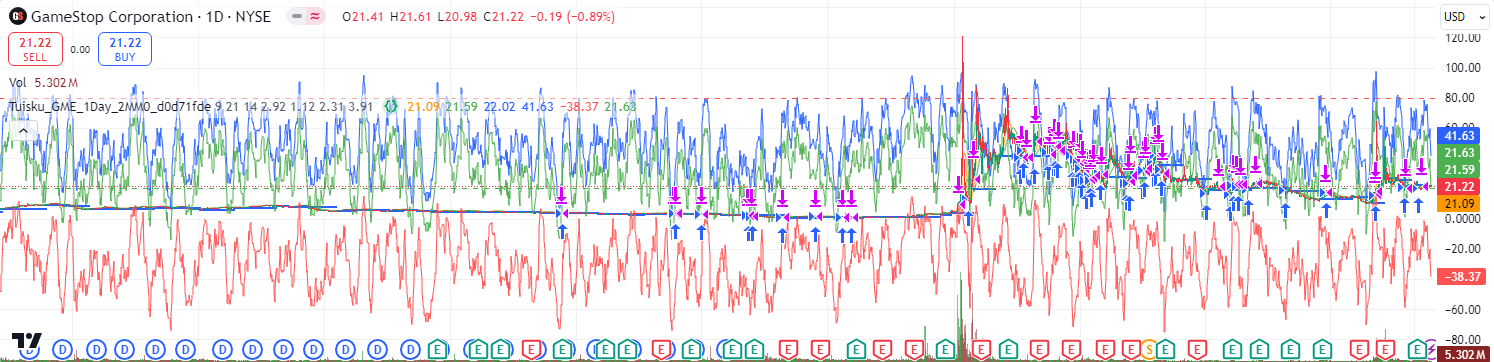 GameStop Corporation · 1D · NYSE O21.41 H21.61 L20.98 C21.22 −0.19 (−0.89%)
USD
21.22
SELL
0.00
21.22
BUY
Vol 5.302M
Tuisku_GME_1Day_2MM0_d0d71fde 9 21 14 2.92 1.12 2.31 3.91 21.09 21.59 22.02 41.63 −38.37 21.63
120.00
100.00
80.00
60.00
41.63
21.63
21.59
21.22
21.09
0.0000
−20.00
−38.37
−60.00
−80.00
5.302M
D D D D D D D D D D D D D E E E E E E E E E E E E E E E E E E E E E E E S E E E E E E E E E